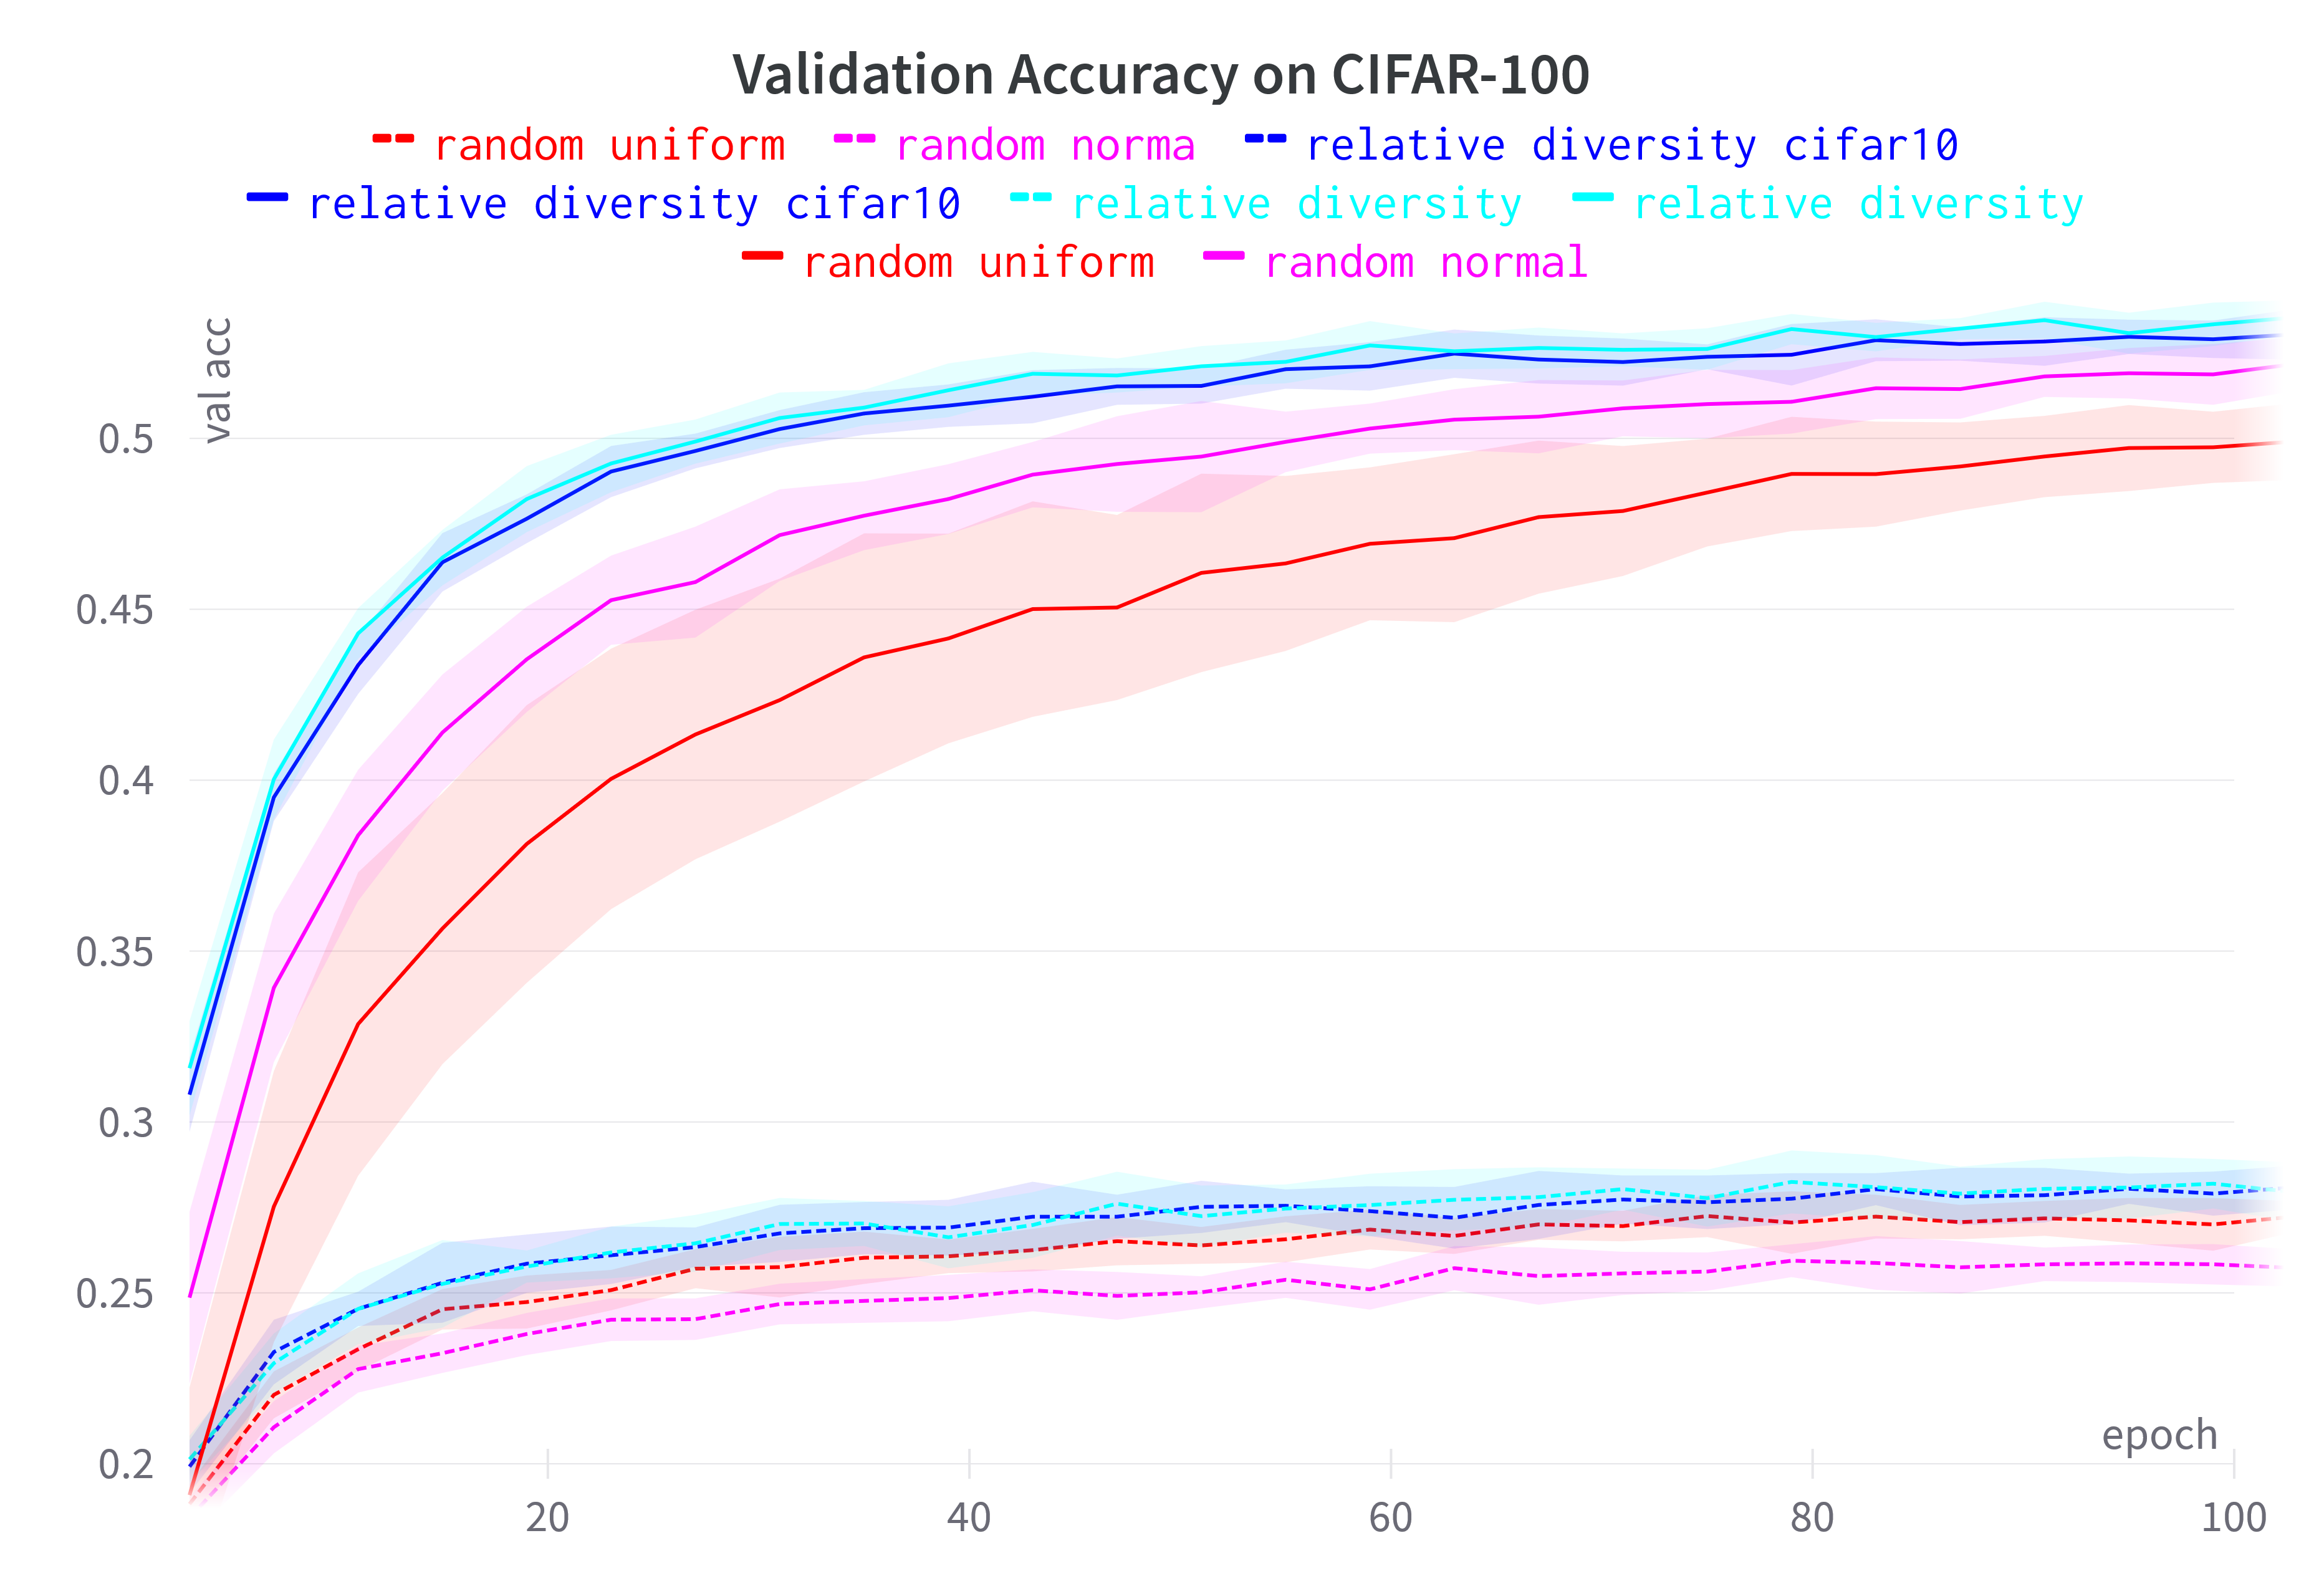 Validation Accuracy on CIFAR-100
random uniform random norma relative diversity cifar10
relative diversity cifar10 relative diversity relative diversity
random uniform random normal
val acc
0.5
0.45
0.4
0.35
0.3
0.25
0.2
epoch
20 40 60 80 100